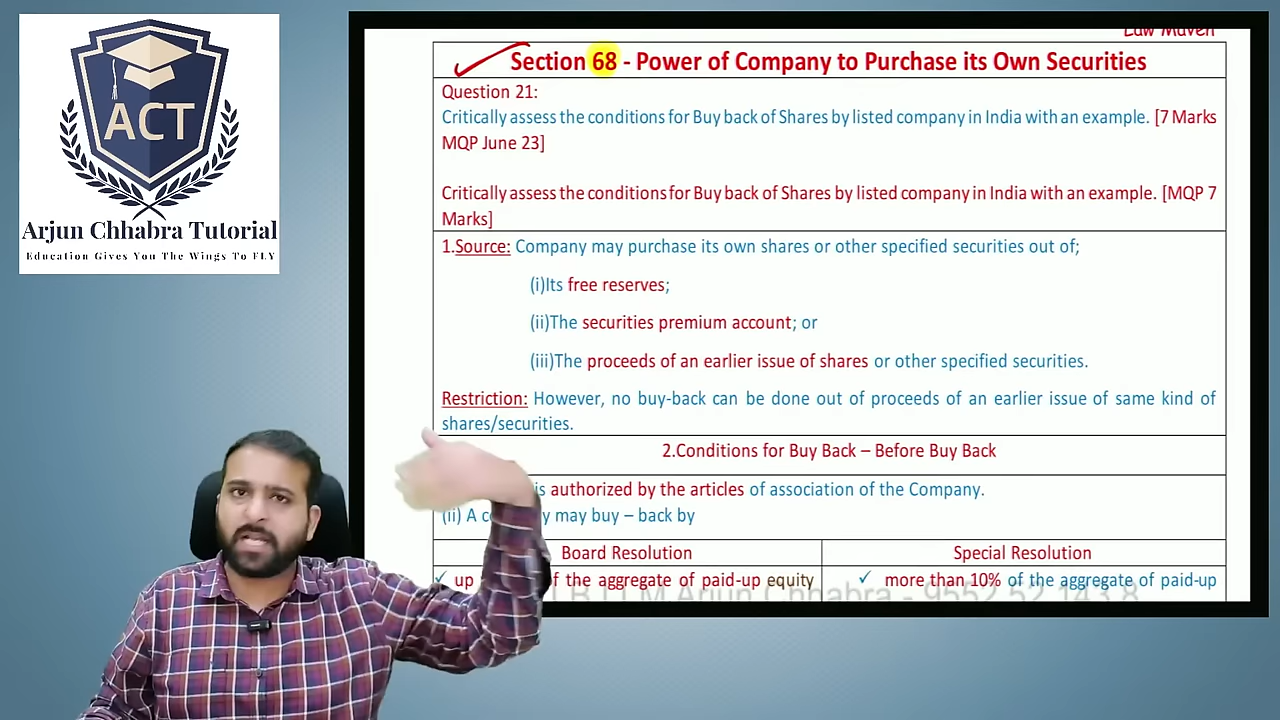 ACT
Arjun Chhabra Tutorial
Education Gives You The Wings To FLY
Law Maven
Section 68 - Power of Company to Purchase its Own Securities
Question 21:
Critically assess the conditions for Buy back of Shares by listed company in India with an example. [7 Marks
MQP June 23]
Critically assess the conditions for Buy back of Shares by listed company in India with an example. [MQP 7
Marks]
1.Source: Company may purchase its own shares or other specified securities out of;
(i)Its free reserves;
(ii)The securities premium account; or
(iii)The proceeds of an earlier issue of shares or other specified securities.
Restriction: However, no buy-back can be done out of proceeds of an earlier issue of same kind of
shares/securities.
2.Conditions for Buy Back – Before Buy Back
is authorized by the articles of association of the Company.
(ii) A may buy – back by
Board Resolution
Special Resolution
✓ up of the aggregate of paid-up equity
✓ more than 10% of the aggregate of paid-up
Arjun Chhabra - 9552 52 143 8